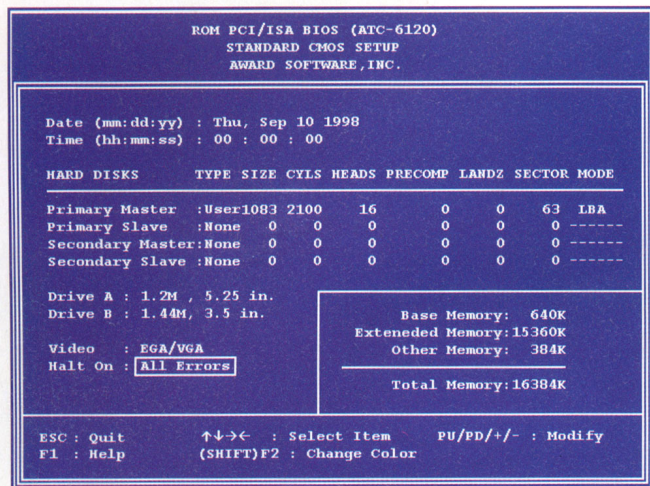 ROM PCI/ISA BIOS (ATC-6120)
STANDARD CMOS SETUP
AWARD SOFTWARE,INC.
Date (mm:dd:yy) : Thu, Sep 10 1998
Time (hh:mm:ss) : 00 : 00 : 00
HARD DISKS TYPE SIZE CYLS HEADS PRECOMP LANDZ SECTOR MODE
Primary Master :User1083 2100 16 0 0 63 LBA
Primary Slave :None 0 0 0 0 0 0 ------
Secondary Master:None 0 0 0 0 0 0 ------
Secondary Slave :None 0 0 0 0 0 0 ------
Drive A : 1.2M , 5.25 in.
Drive B : 1.44M, 3.5 in.
Video : EGA/VGA
Halt On : All Errors
Base Memory: 640K
Exteneded Memory:15360K
Other Memory: 384K
Total Memory:16384K
ESC : Quit ↑↓→← : Select Item PU/PD/+/- : Modify
F1 : Help (SHIFT)F2 : Change Color